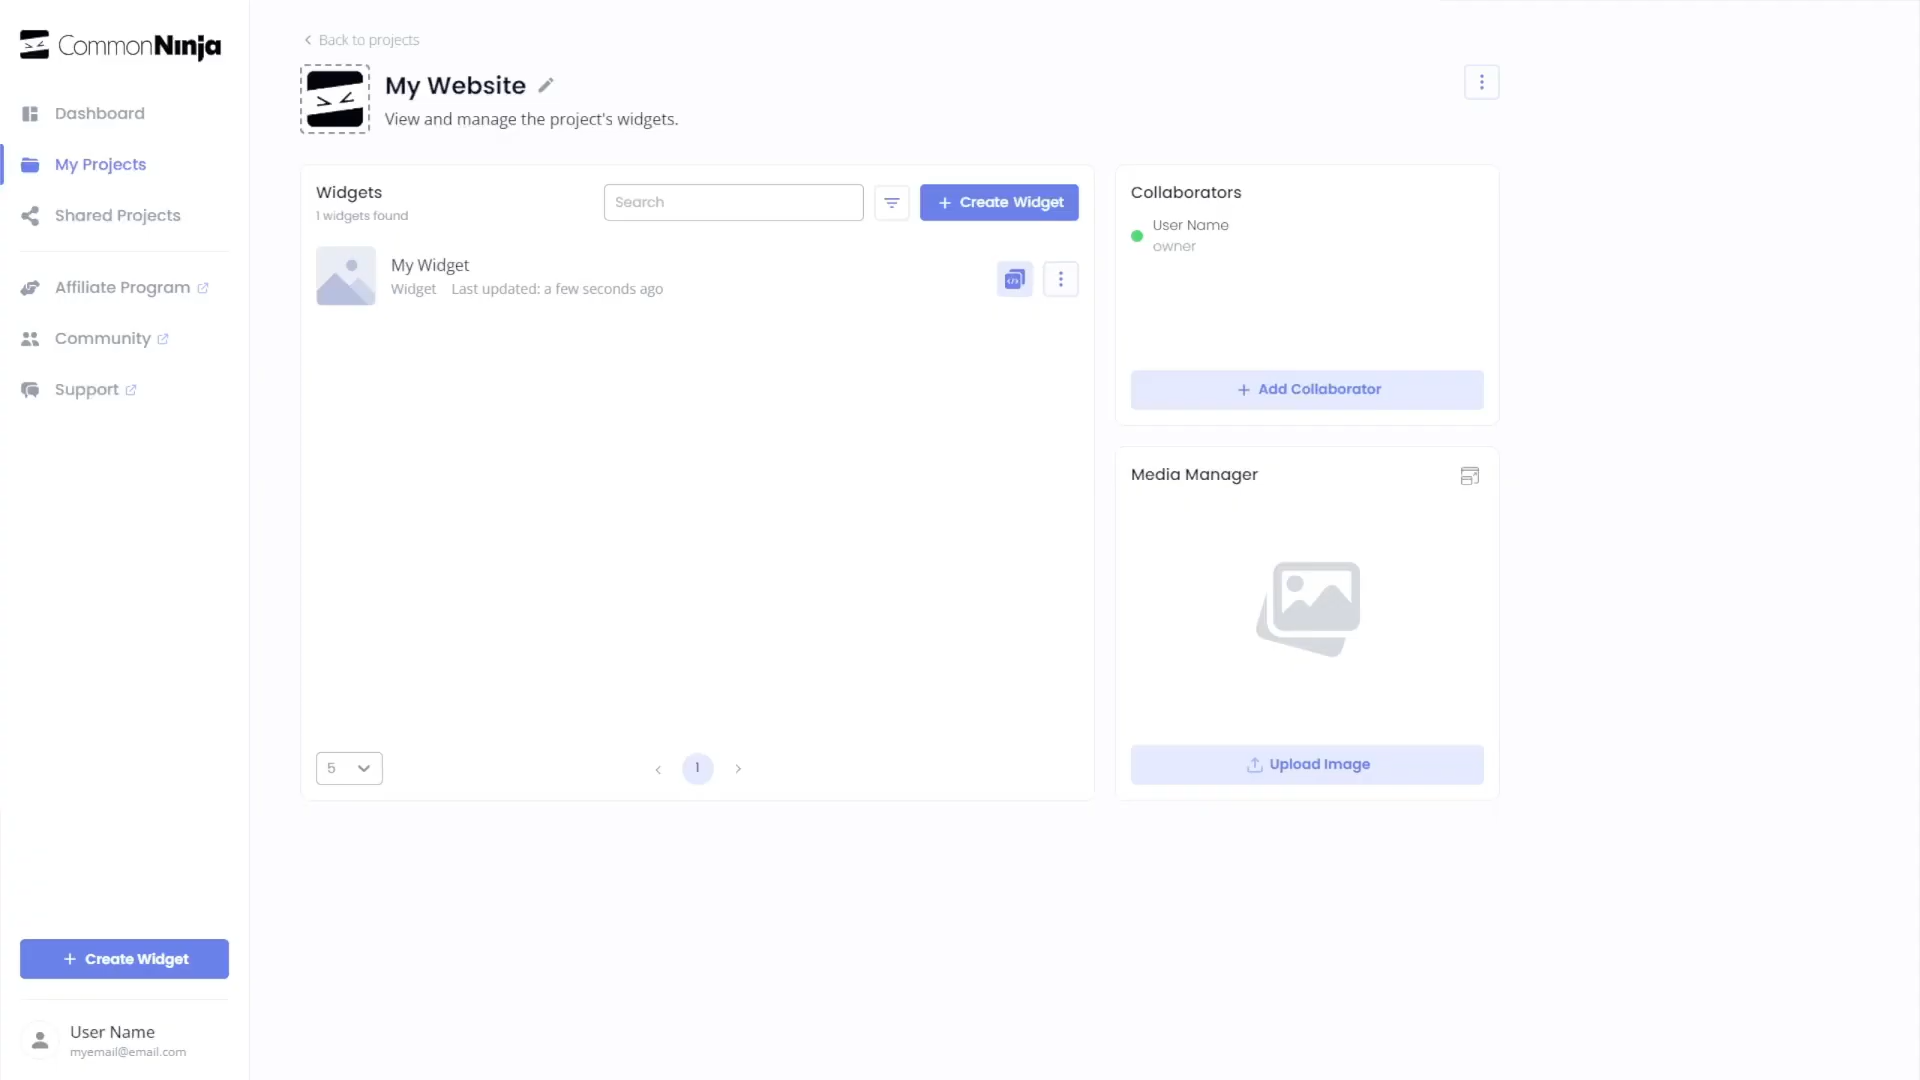 CommonNinja
Dashboard
My Projects
Shared Projects
Affiliate Program
Community
Support
Create Widget
User Name
myemail@email.com
Back to projects
My Website
View and manage the project's widgets.
Widgets
1 widgets found
Search
Create Widget
My Widget
Widget Last updated: a few seconds ago
5
1
Collaborators
User Name
owner
Add Collaborator
Media Manager
Upload Image